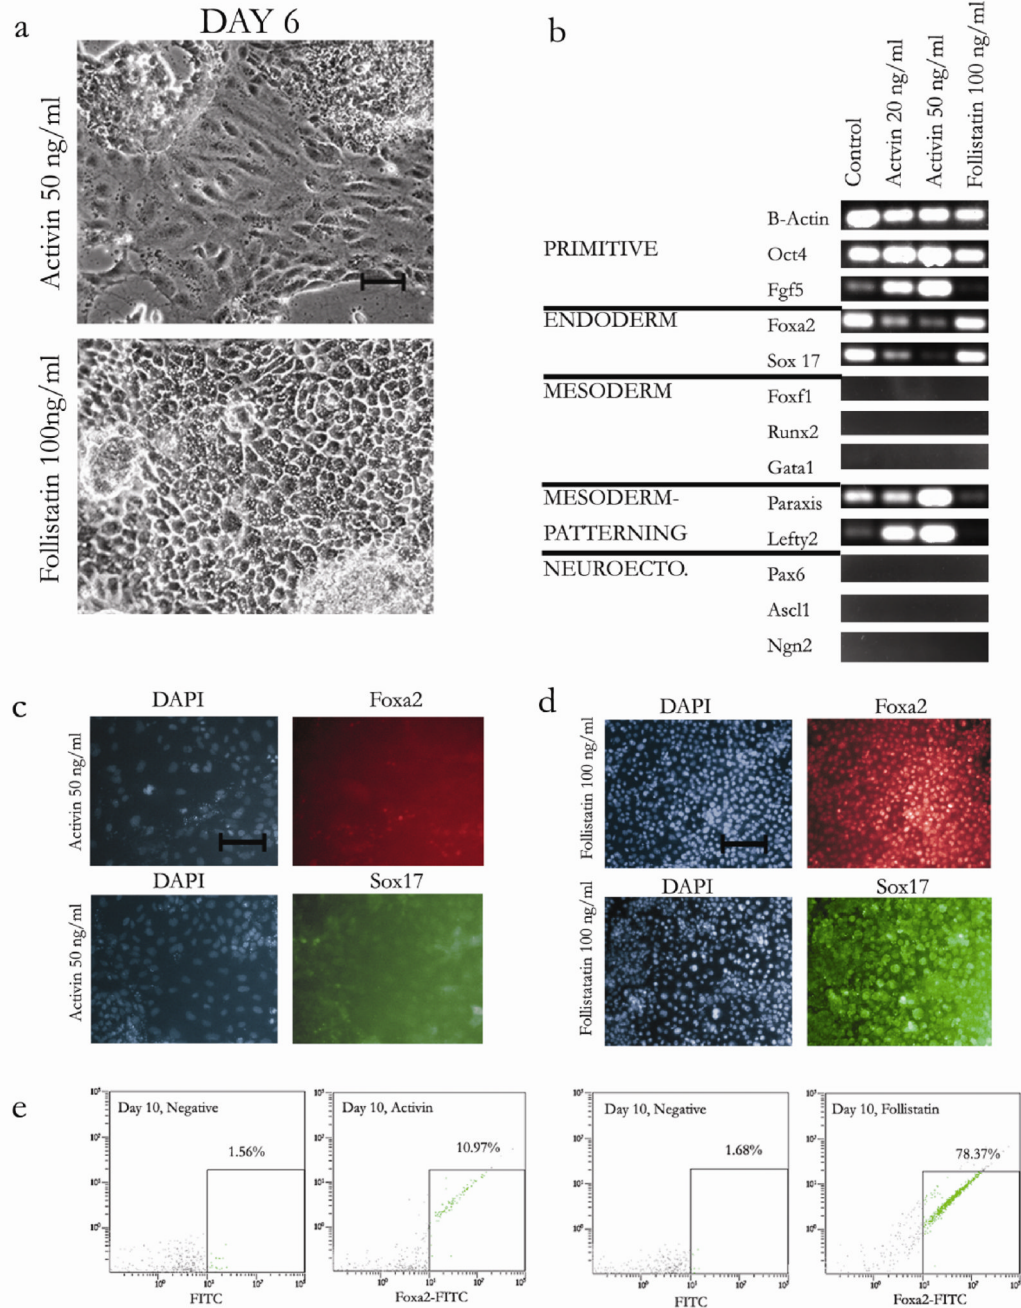 a
DAY 6
Activin 50 ng/ml
Follistatin 100ng/ml
b
Control
Actvin 20 ng/ml
Activin 50 ng/ml
Follistatin 100 ng/ml
B-Actin
PRIMITIVE
Oct4
Fgf5
ENDODERM
Foxa2
Sox 17
MESODERM
Foxf1
Runx2
Gata1
MESODERM-
Paraxis
PATTERNING
Lefty2
NEUROECTO.
Pax6
Ascl1
Ngn2
c
DAPI
Foxa2
Activin 50 ng/ml
DAPI
Sox17
Activin 50 ng/ml
d
DAPI
Foxa2
Follistatin 100 ng/ml
DAPI
Sox17
Follistatatin 100 ng/ml
e
Day 10, Negative
1.56%
FITC
Day 10, Activin
10.97%
Foxa2-FITC
Day 10, Negative
1.68%
FITC
Day 10, Follistatin
78.37%
Foxa2-FITC